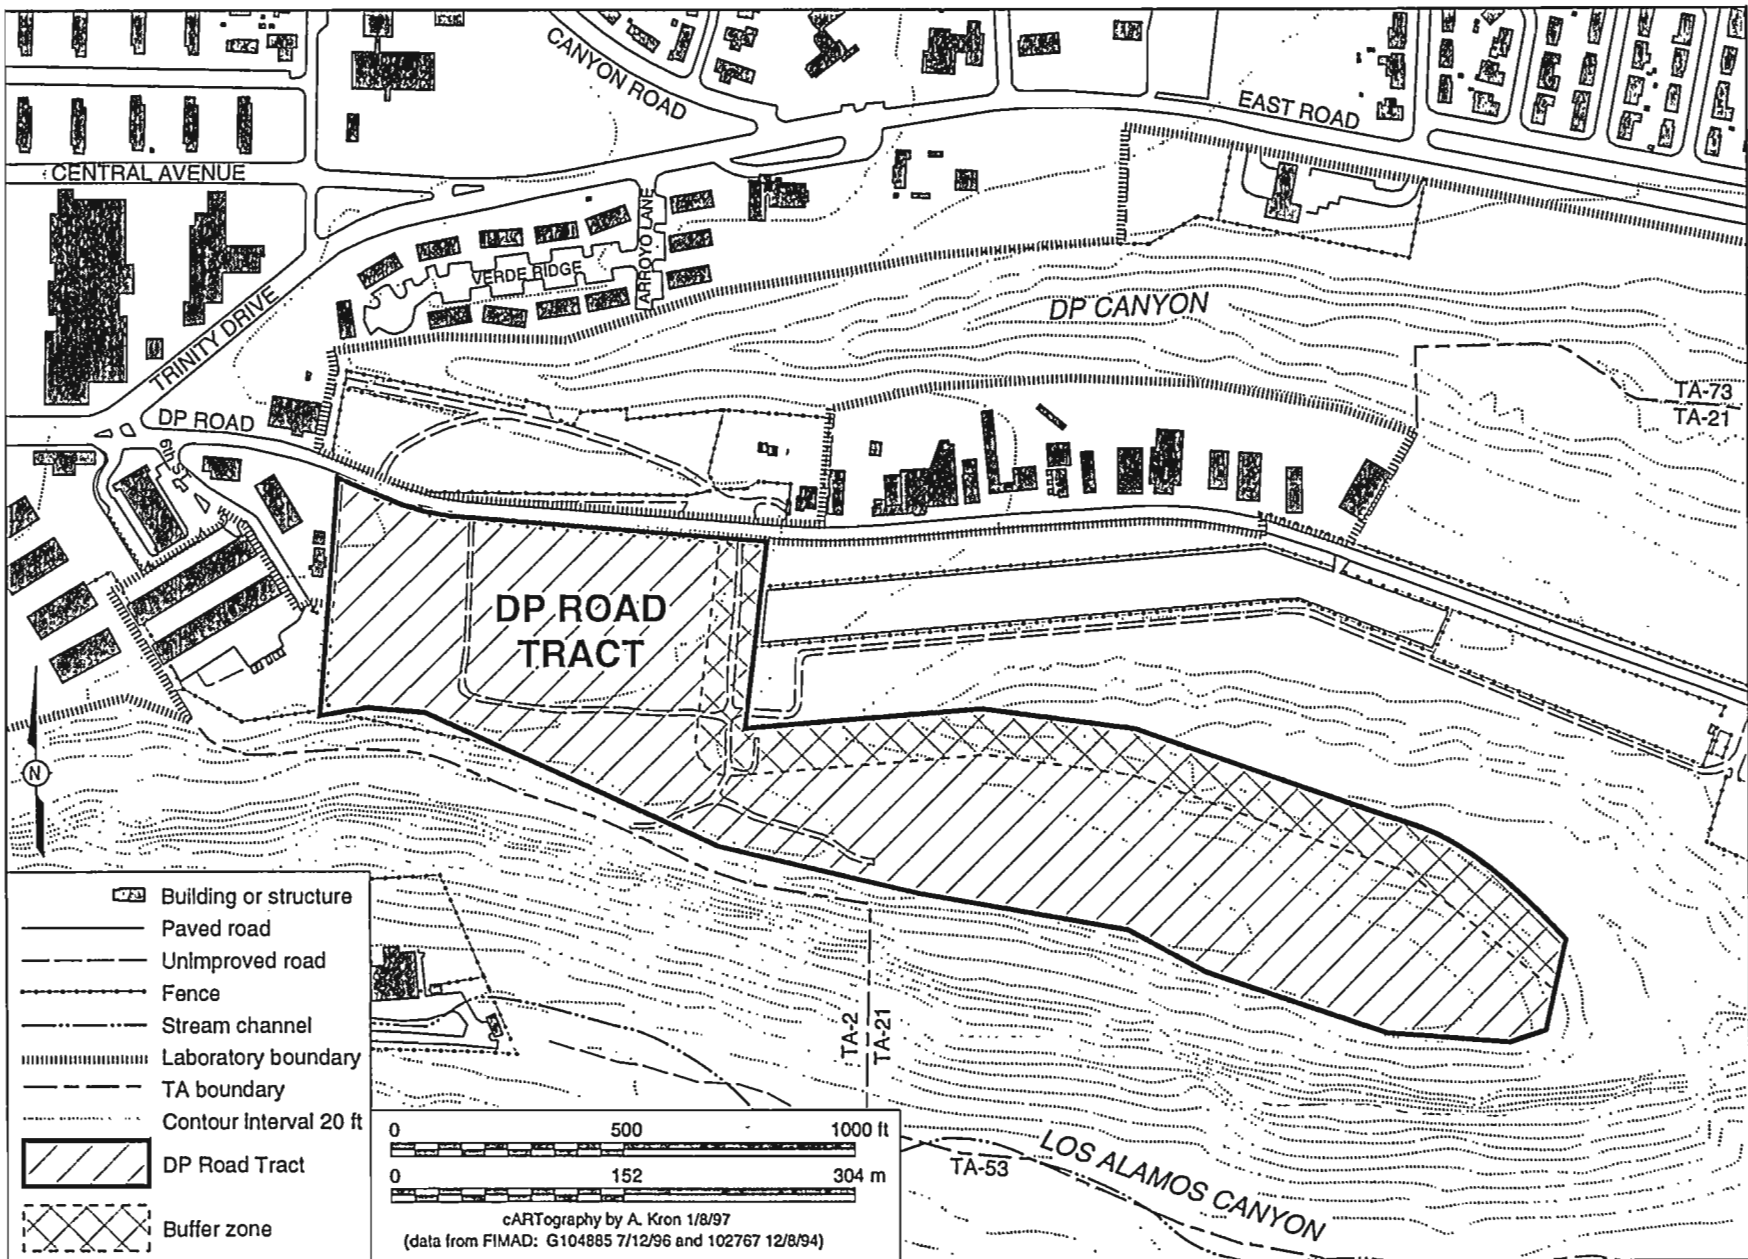 CANYON ROAD
EAST ROAD
CENTRAL AVENUE
ARROYO LANE
VERDE RIDGE
DP CANYON
TRINITY DRIVE
TA-73
TA-21
DP ROAD
6th St.
DP ROAD
TRACT
N
Building or structure
Paved road
Unimproved road
Fence
Stream channel
Laboratory boundary
TA boundary
Contour interval 20 ft
DP Road Tract
Buffer zone
TA-2
TA-21
0 500 1000 ft
0 152 304 m
cARTography by A. Kron 1/8/97
(data from FIMAD: G104885 7/12/96 and 102767 12/8/94)
TA-53
LOS ALAMOS CANYON